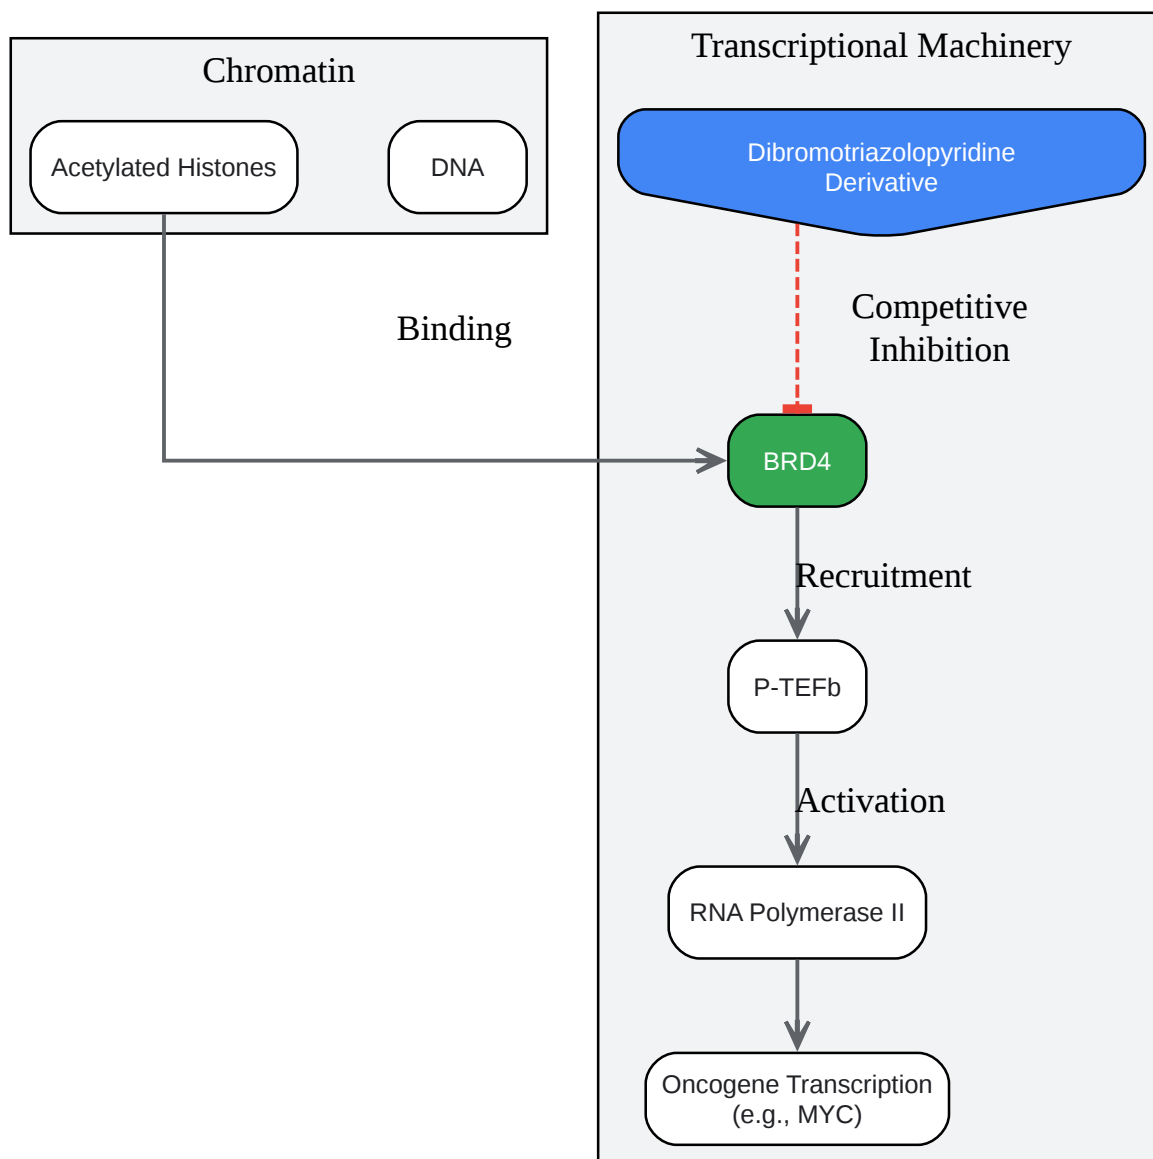 Chromatin
Acetylated Histones
DNA
Transcriptional Machinery
Dibromotriazolopyridine
Derivative
Binding
Competitive
Inhibition
BRD4
Recruitment
P-TEFb
Activation
RNA Polymerase II
Oncogene Transcription
(e.g., MYC)